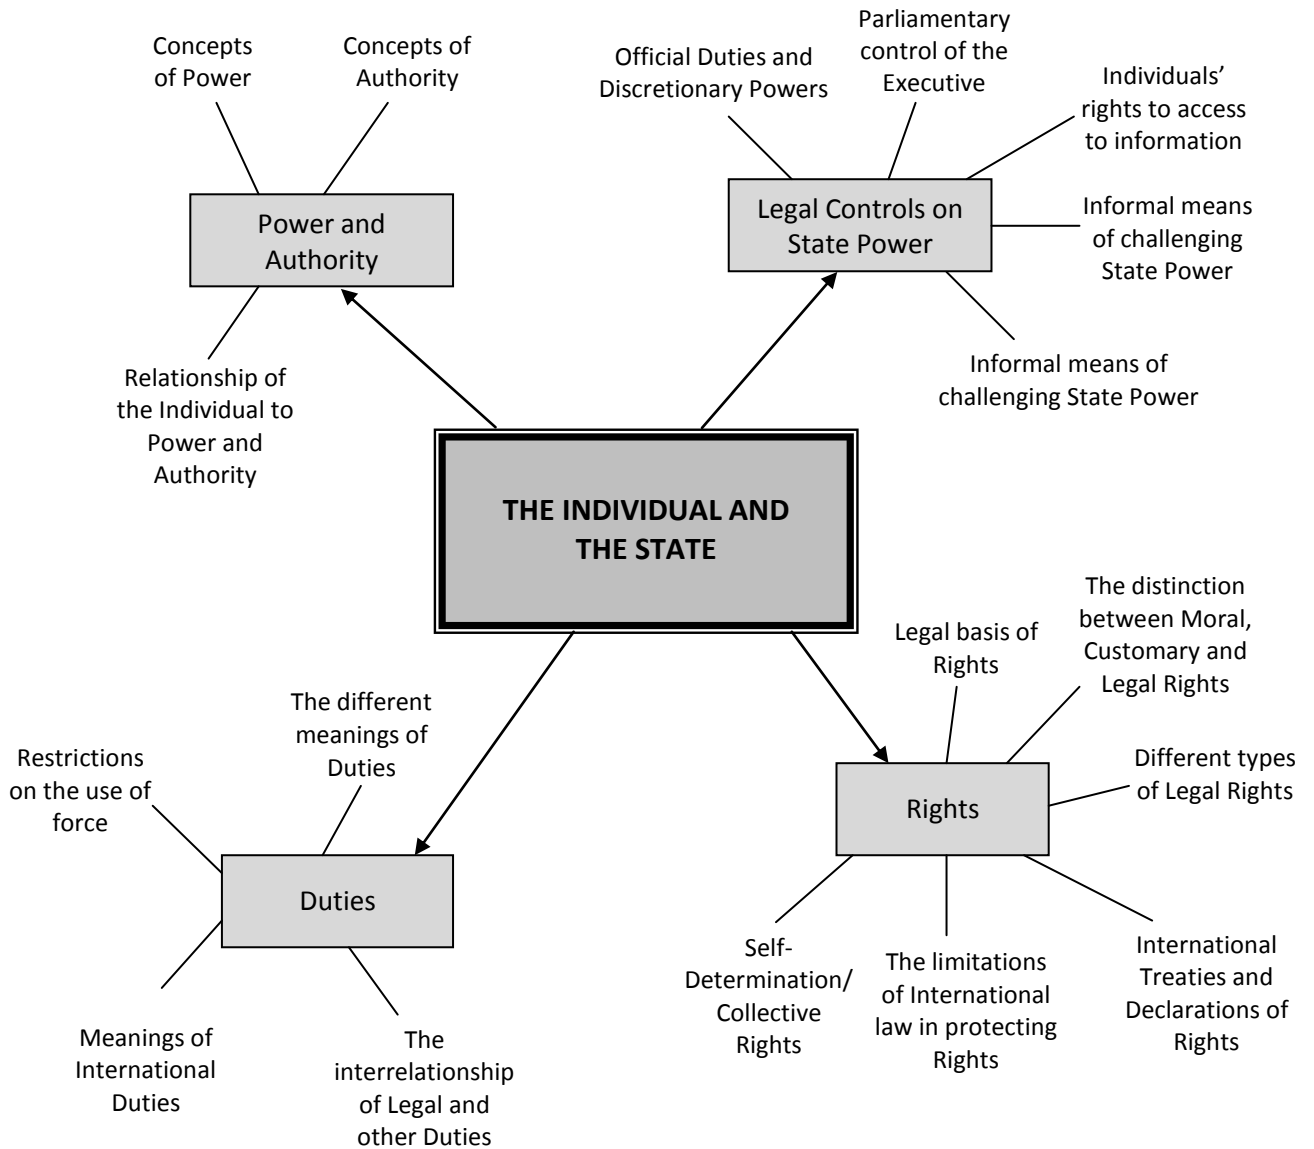 Concepts
of Power
Concepts of
Authority
Power and
Authority
Relationship of
the Individual to
Power and
Authority
Official Duties and
Discretionary Powers
Parliamentary
control of the
Executive
Individuals’
rights to access
to information
Legal Controls on
State Power
Informal means
of challenging
State Power
Informal means of
challenging State Power
THE INDIVIDUAL AND
THE STATE
The different
meanings of
Duties
Restrictions
on the use of
force
Duties
Meanings of
International
Duties
The
interrelationship
of Legal and
other Duties
Legal basis of
Rights
The distinction
between Moral,
Customary and
Legal Rights
Different types
of Legal Rights
Rights
Self-
Determination/
Collective
Rights
The limitations
of International
law in protecting
Rights
International
Treaties and
Declarations of
Rights